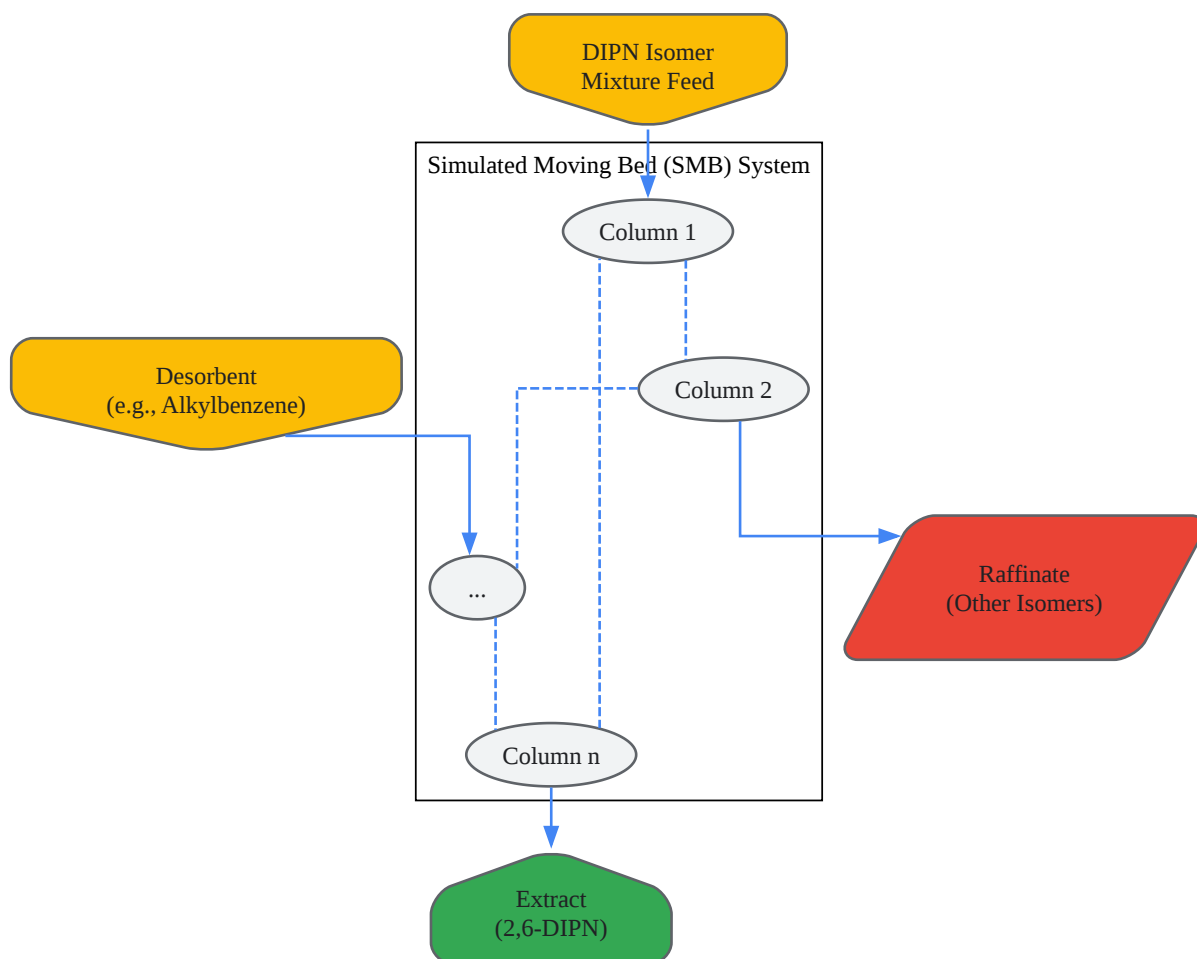 DIPN Isomer
Mixture Feed
Simulated Moving Bed (SMB) System
Column 1
Desorbent
(e.g., Alkylbenzene)
Column 2
...
Raffinate
(Other Isomers)
Column n
Extract
(2,6-DIPN)